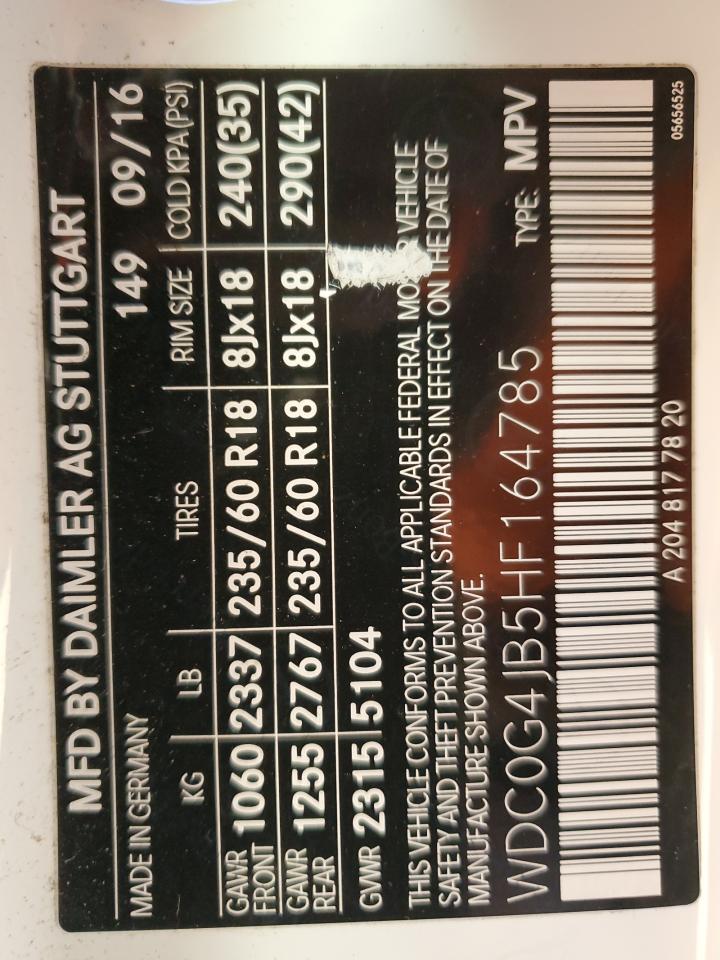 MFD BY DAIMLER AG STUTTGART
MADE IN GERMANY 149 09/16
KG LB TIRES RIM SIZE COLD KPA(PSI)
GAWR FRONT 1060 2337 235/60 R18 8Jx18 240(35)
GAWR REAR 1255 2767 235/60 R18 8Jx18 290(42)
GVWR 2315 5104
THIS VEHICLE CONFORMS TO ALL APPLICABLE FEDERAL VEHICLE
SAFETY AND THEFT PREVENTION STANDARDS IN EFFECT ON THE DATE OF
MANUFACTURE SHOWN ABOVE.
WDC0G4JB5HF164785 TYPE: MPV
A 204 817 78 20
05656525